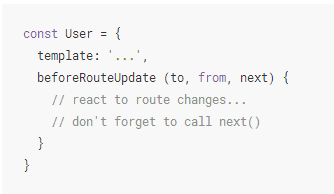 const User = {
  template: '...',
  beforeRouteUpdate (to, from, next) {
    // react to route changes...
    // don't forget to call next()
  }
}